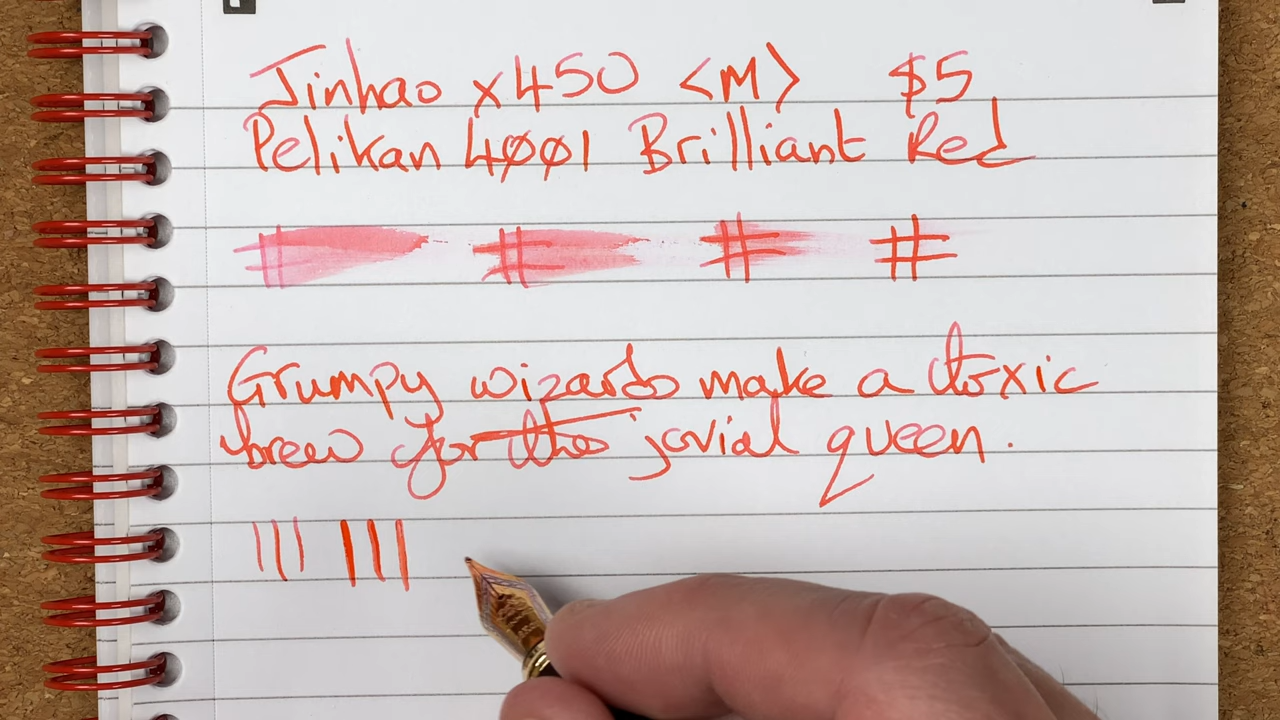 Jinhao x450 <M> $5
Pelikan 4001 Brilliant Red
# # # #
Grumpy wizards make a toxic
brew for the jovial queen.